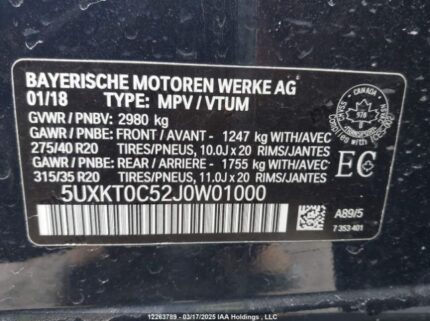 BAYERISCHE MOTOREN WERKE AG
01/18 TYPE: MPV / VTUM
GVWR / PNBV: 2980 kg
GAWR / PNBE: FRONT / AVANT - 1247 kg WITH/AVEC
275/40 R20 TIRES/PNEUS, 10.0J x 20 RIMS/JANTES
GAWR / PNBE: REAR / ARRIERE - 1755 kg WITH/AVEC
315/35 R20 TIRES/PNEUS, 11.0J x 20 RIMS/JANTES
5UXKT0C52J0W01000
CANADA
TRANSPORT
EC
A89/5
7 353 401
12263789 - 03/17/2025 IAA Holdings , LLC